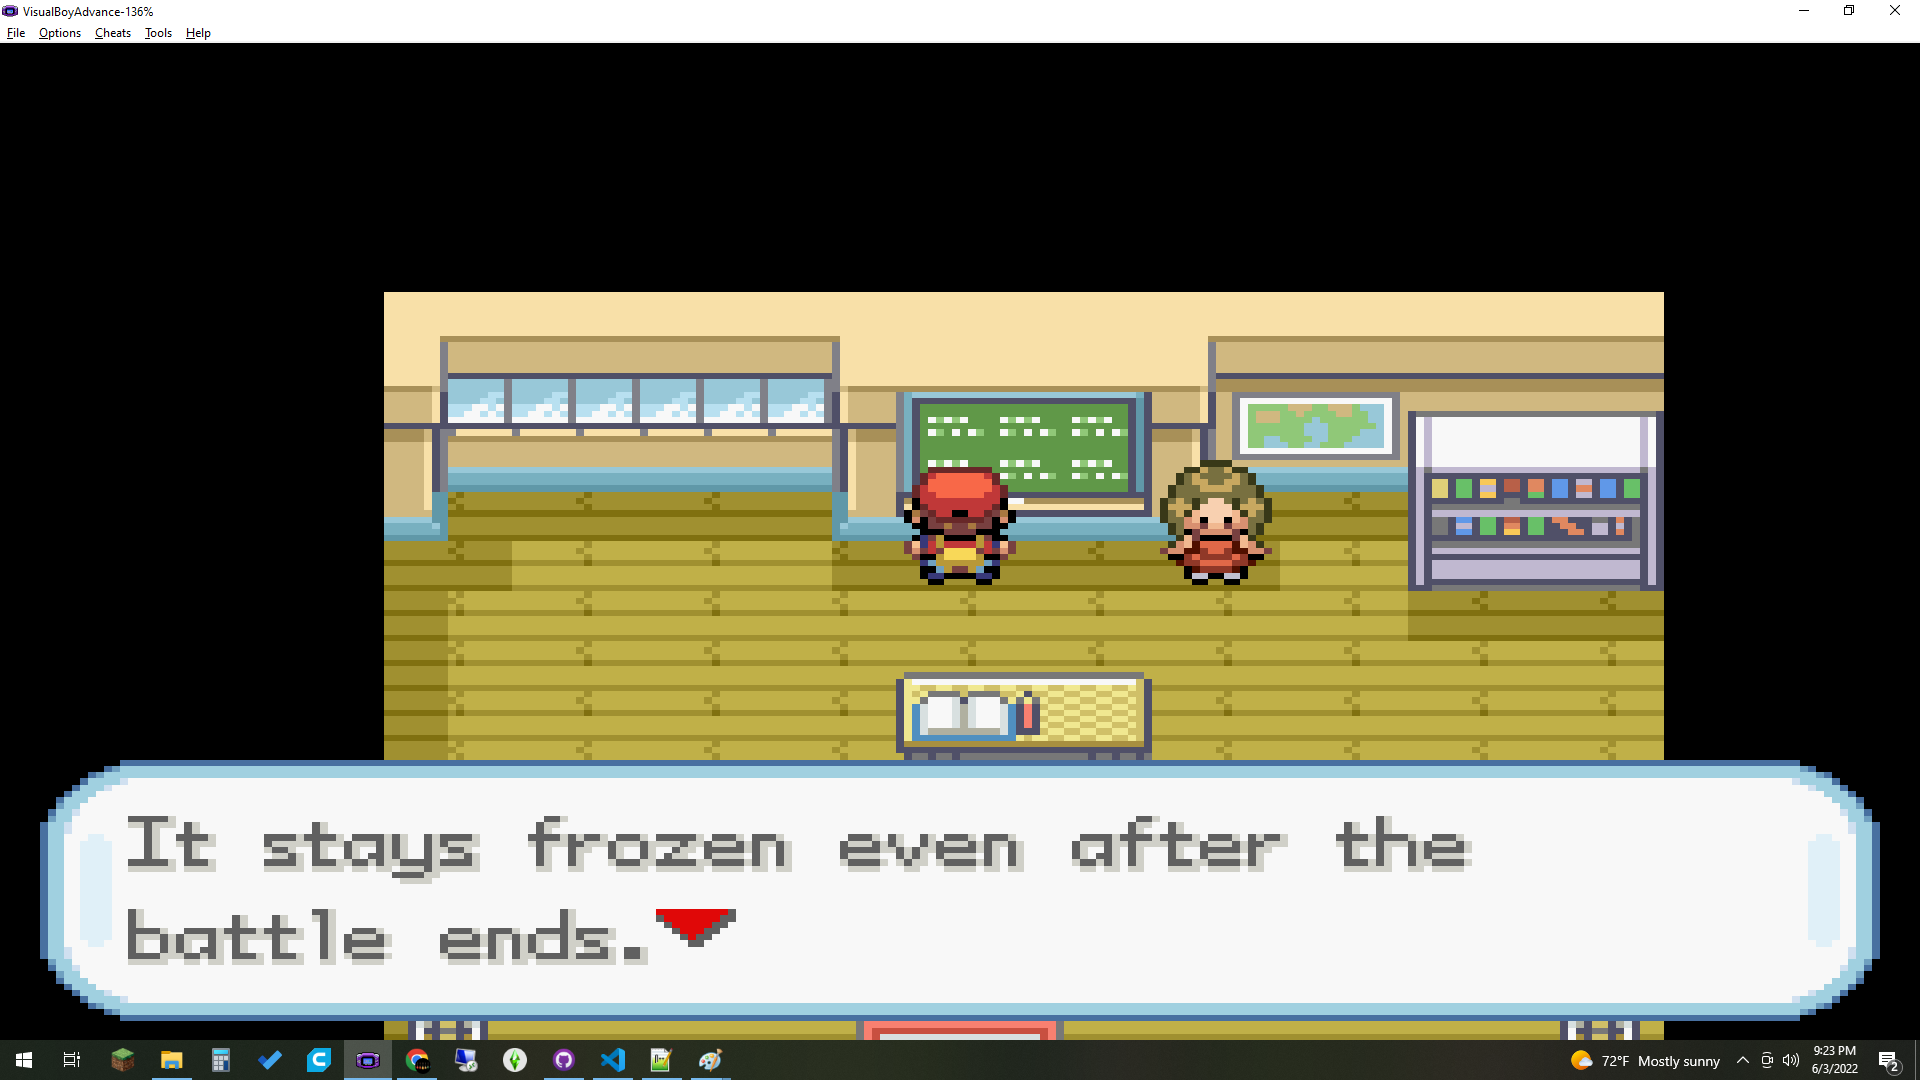 VisualBoyAdvance-136%
File Options Cheats Tools Help
It stays frozen even after the
battle ends.
72°F Mostly sunny
9:23 PM
6/3/2022
2